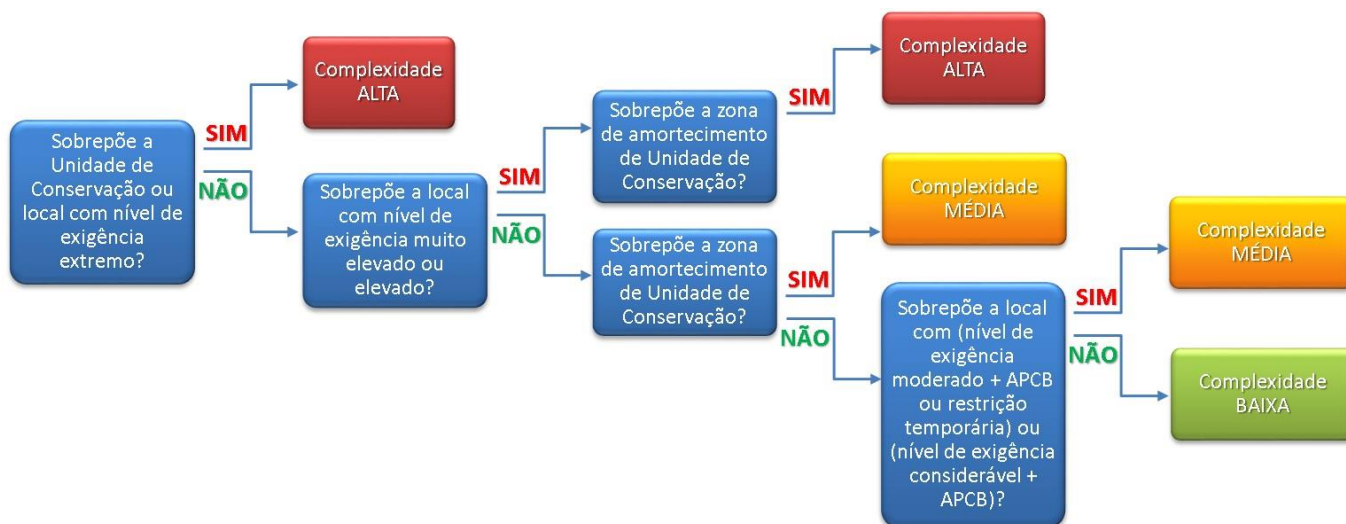 Sobrepõe a
Unidade de
Conservação ou
local com nível de
exigência
extremo?
SIM
NÃO
Complexidade
ALTA
Sobrepõe a local
com nível de
exigência muito
elevado ou
elevado?
SIM
NÃO
Sobrepõe a zona
de amortecimento
de Unidade de
Conservação?
SIM
Complexidade
ALTA
Sobrepõe a zona
de amortecimento
de Unidade de
Conservação?
SIM
NÃO
Complexidade
MÉDIA
Sobrepõe a local
com (nível de
exigência
moderado + APCB
ou restrição
temporária) ou
(nível de exigência
considerável +
APCB)?
SIM
NÃO
Complexidade
MÉDIA
Complexidade
BAIXA